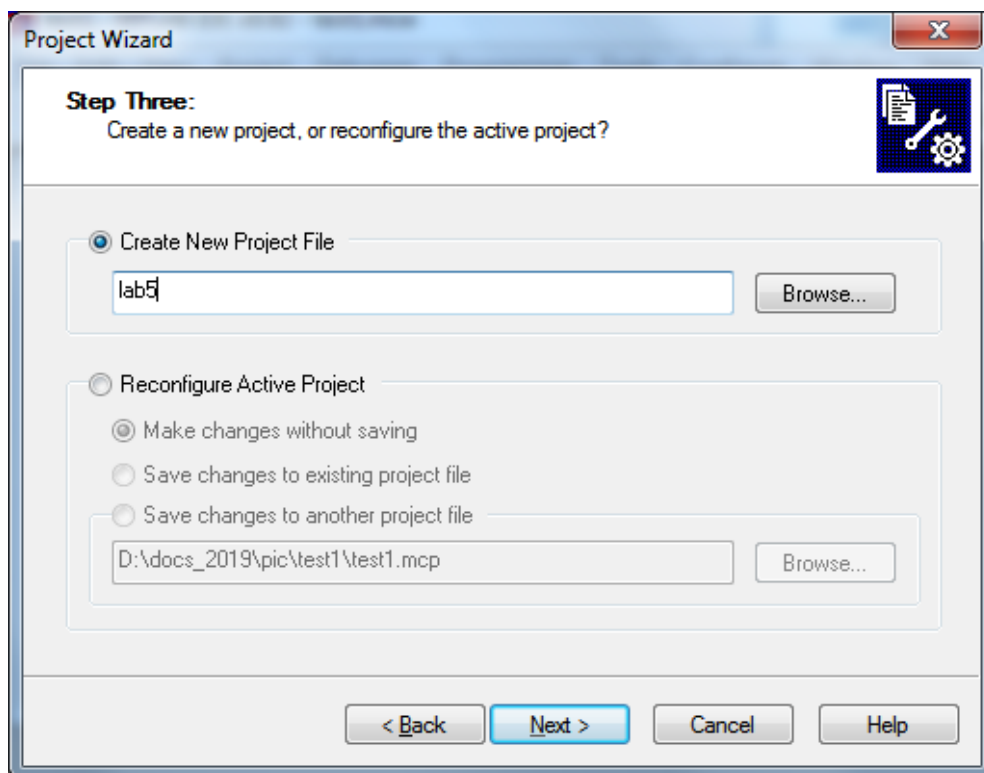 Project Wizard
x
Step Three:
Create a new project, or reconfigure the active project?
Create New Project File
lab5
Browse...
Reconfigure Active Project
Make changes without saving
Save changes to existing project file
Save changes to another project file
D:\docs_2019\pic\test1\test1.mcp
Browse...
< Back
Next >
Cancel
Help